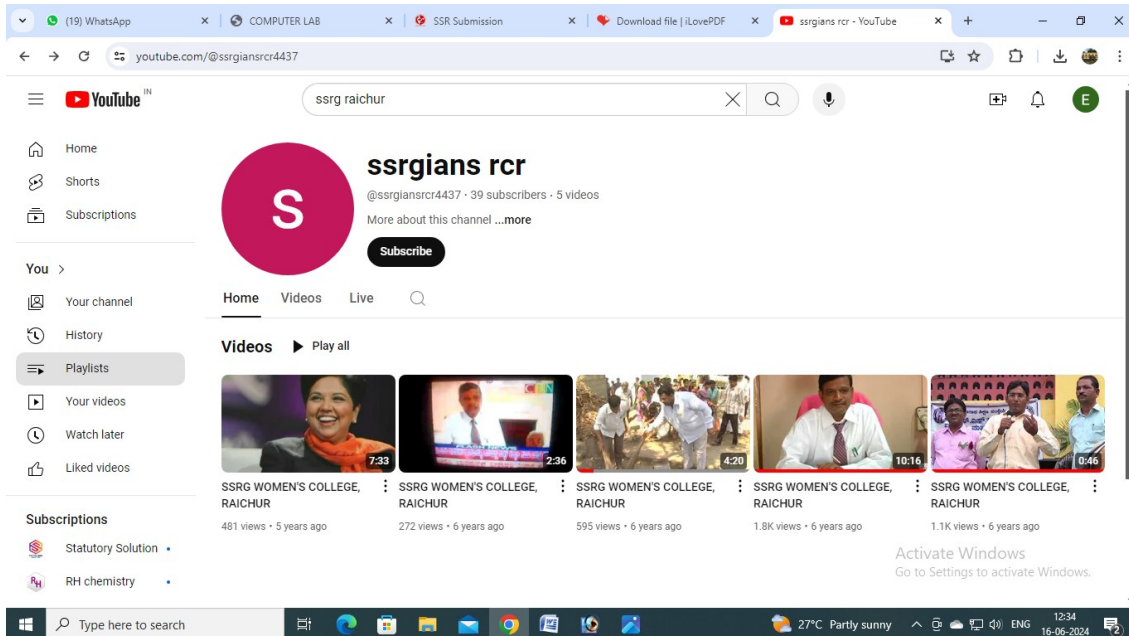 (19) WhatsApp
COMPUTER LAB
SSR Submission
Download file | iLovePDF
ssrgians rcr - YouTube
youtube.com/@ssrgiansrcr4437
YouTube IN
ssrg raichur
E
Home
Shorts
Subscriptions
You
Your channel
History
Playlists
Your videos
Watch later
Liked videos
Subscriptions
Statutory Solution
RH
RH chemistry
S
ssrgians rcr
@ssrgiansrcr4437 · 39 subscribers · 5 videos
More about this channel ...more
Subscribe
Home Videos Live
Videos Play all
7:33
SSRG WOMEN'S COLLEGE,
RAICHUR
481 views • 5 years ago
2:36
SSRG WOMEN'S COLLEGE,
RAICHUR
272 views • 6 years ago
4:20
SSRG WOMEN'S COLLEGE,
RAICHUR
595 views • 6 years ago
10:16
SSRG WOMEN'S COLLEGE,
RAICHUR
1.8K views • 6 years ago
0:46
SSRG WOMEN'S COLLEGE,
RAICHUR
1.1K views • 6 years ago
Activate Windows
Go to Settings to activate Windows.
Type here to search
27°C Partly sunny
ENG
12:34
16-06-2024
2